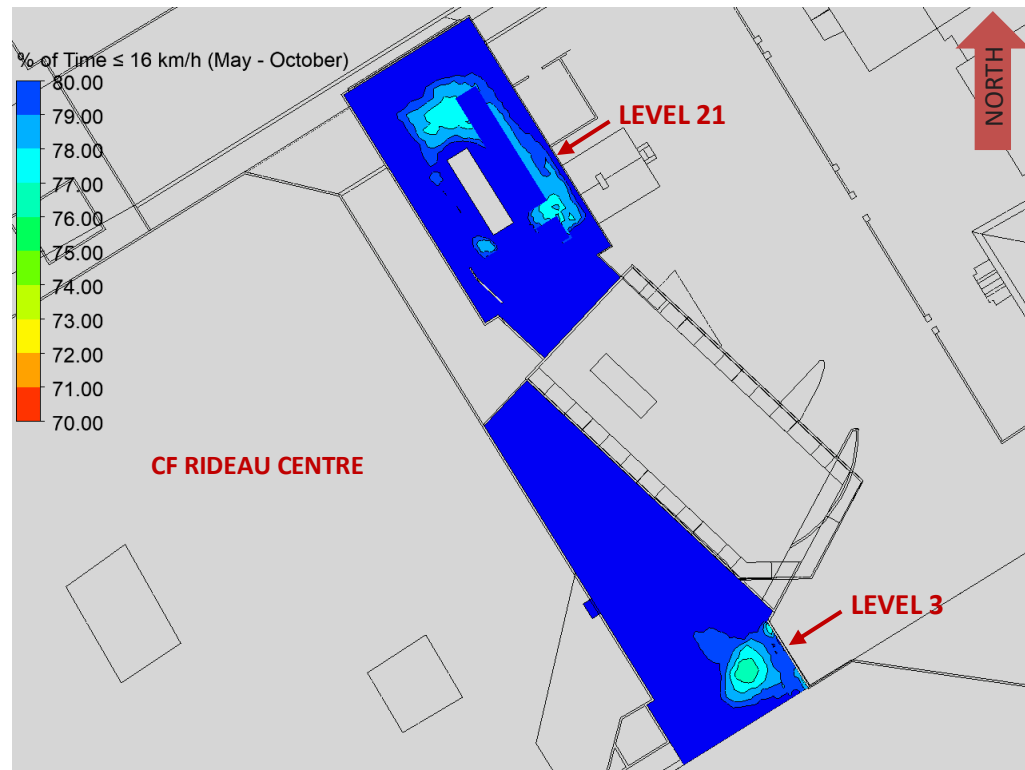 % of Time ≤ 16 km/h (May - October)
80.00
79.00
78.00
77.00
76.00
75.00
74.00
73.00
72.00
71.00
70.00
NORTH
LEVEL 21
CF RIDEAU CENTRE
LEVEL 3